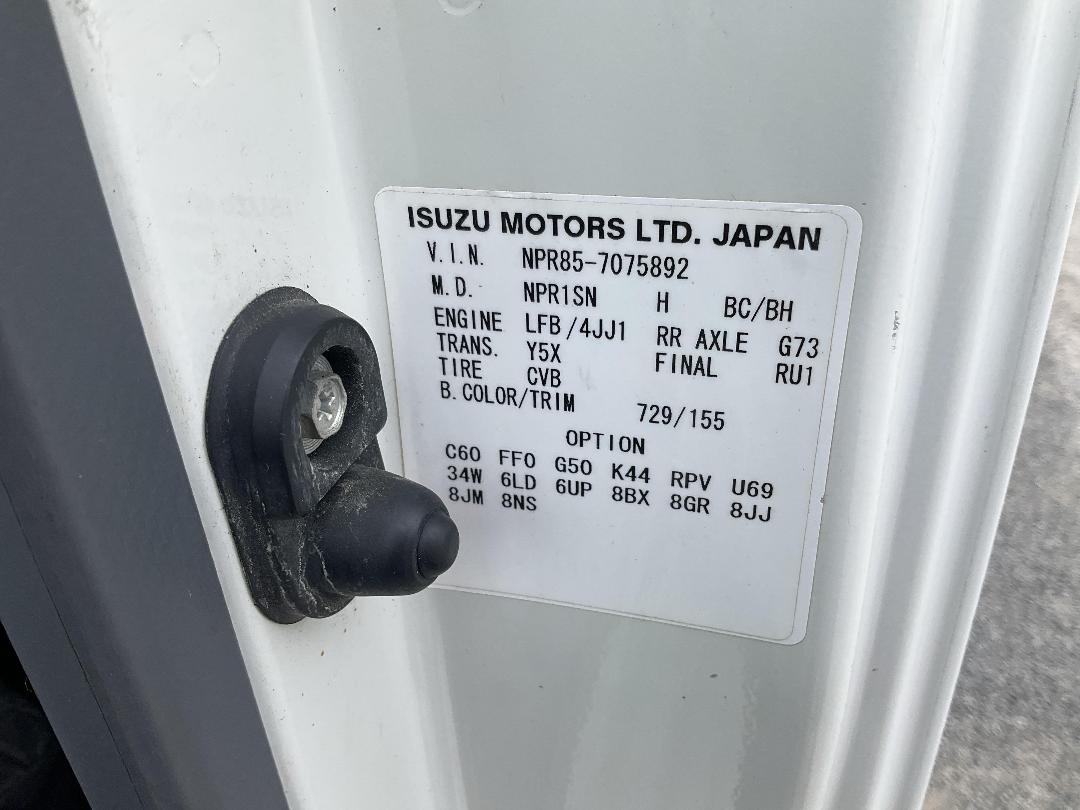 ISUZU MOTORS LTD. JAPAN
V.I.N. NPR85-7075892
M.D. NPR1SN H BC/BH
ENGINE LFB/4JJ1 RR AXLE G73
TRANS. Y5X FINAL RU1
TIRE CVB
B.COLOR/TRIM 729/155
OPTION
C60 FF0 G50 K44 RPV U69
34W 6LD 6UP 8BX 8GR 8JJ
8JM 8NS